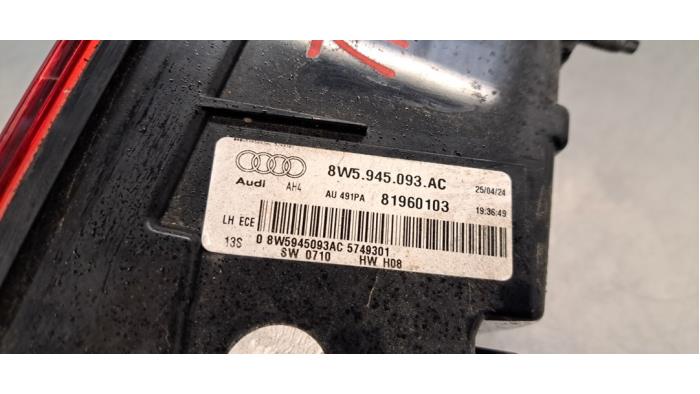 8W5.945.093.AC
25/04/24
Audi AH4 AU 491PA 81960103 19:36:49
LH ECE
13S 0 8W5945093AC 5749301
SW 0710 HW H08